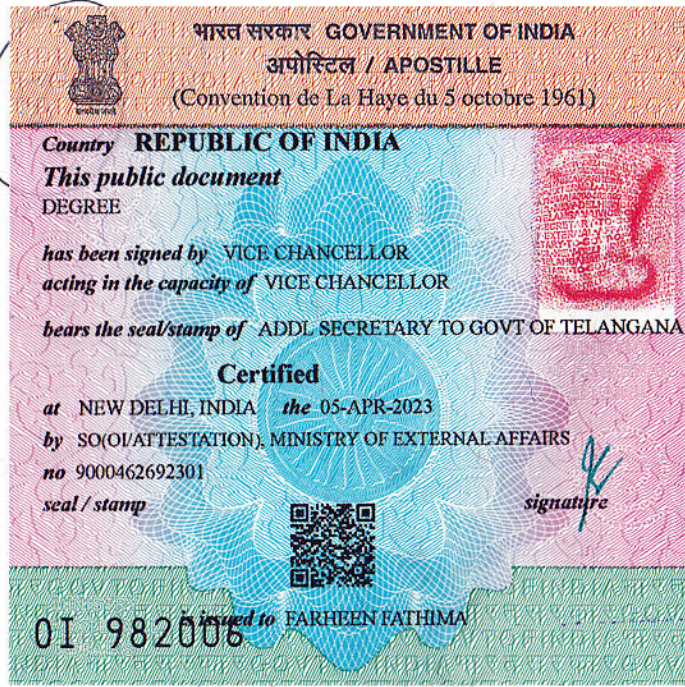 भारत सरकार GOVERNMENT OF INDIA
अपोस्टिल / APOSTILLE
(Convention de La Haye du 5 octobre 1961)
Country REPUBLIC OF INDIA
This public document
DEGREE
has been signed by VICE CHANCELLOR
acting in the capacity of VICE CHANCELLOR
bears the seal/stamp of ADDL SECRETARY TO GOVT OF TELANGANA
Certified
at NEW DELHI, INDIA the 05-APR-2023
by SO(OI/ATTESTATION), MINISTRY OF EXTERNAL AFFAIRS
no 9000462692301
seal / stamp
signature
is issued to FARHEEN FATHIMA
OI 982006